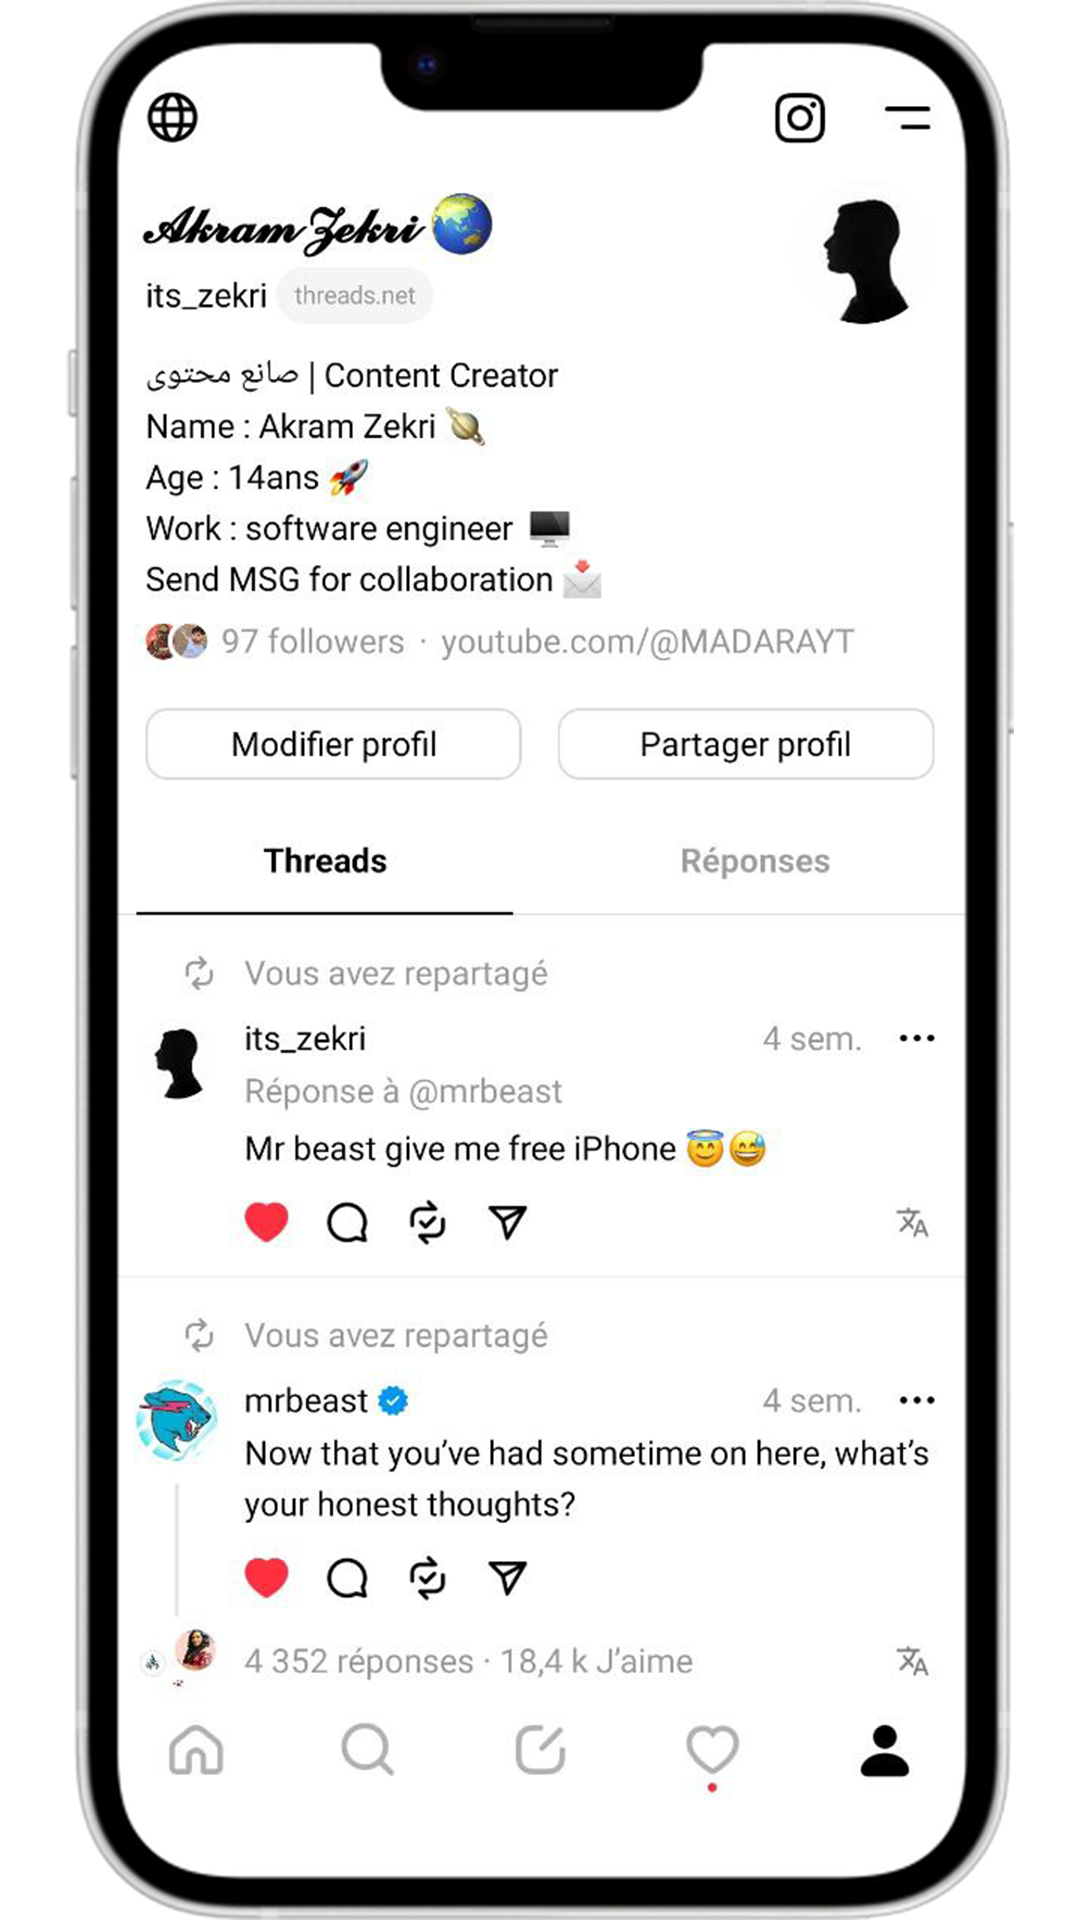 𝓐𝓴𝓻𝓪𝓶 𝓩𝓮𝓴𝓻𝓲 🌏
its_zekri threads.net
صانع محتوى | Content Creator
Name : Akram Zekri 🪐
Age : 14ans 🚀
Work : software engineer 🖥️
Send MSG for collaboration 📩
97 followers · youtube.com/@MADARAYT
Modifier profil Partager profil
Threads Réponses
Vous avez repartagé
its_zekri 4 sem.
Réponse à @mrbeast
Mr beast give me free iPhone 😇😅
Vous avez repartagé
mrbeast 4 sem.
Now that you’ve had sometime on here, what’s
your honest thoughts?
4 352 réponses · 18,4 k J’aime